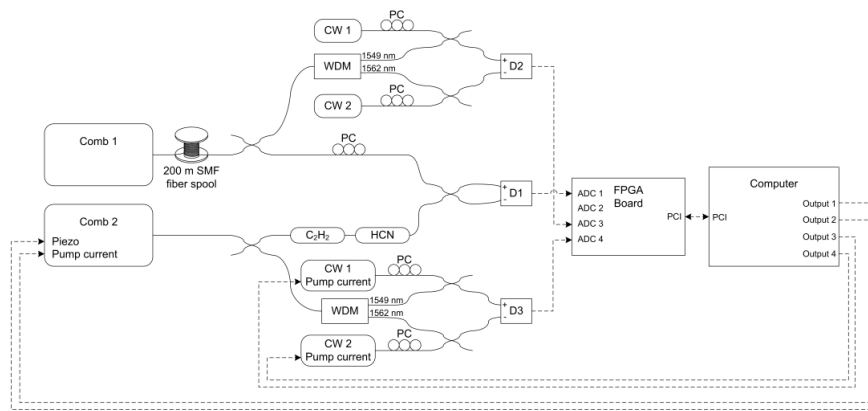 CW 1
PC
WDM
1549 nm
1562 nm
+
-
D2
CW 2
PC
Comb 1
200 m SMF
fiber spool
PC
+
-
D1
Comb 2
Piezo
Pump current
C2H2
HCN
CW 1
Pump current
PC
WDM
1549 nm
1562 nm
+
-
D3
CW 2
Pump current
PC
FPGA
Board
ADC 1
ADC 2
ADC 3
ADC 4
PCI
Computer
PCI
Output 1
Output 2
Output 3
Output 4